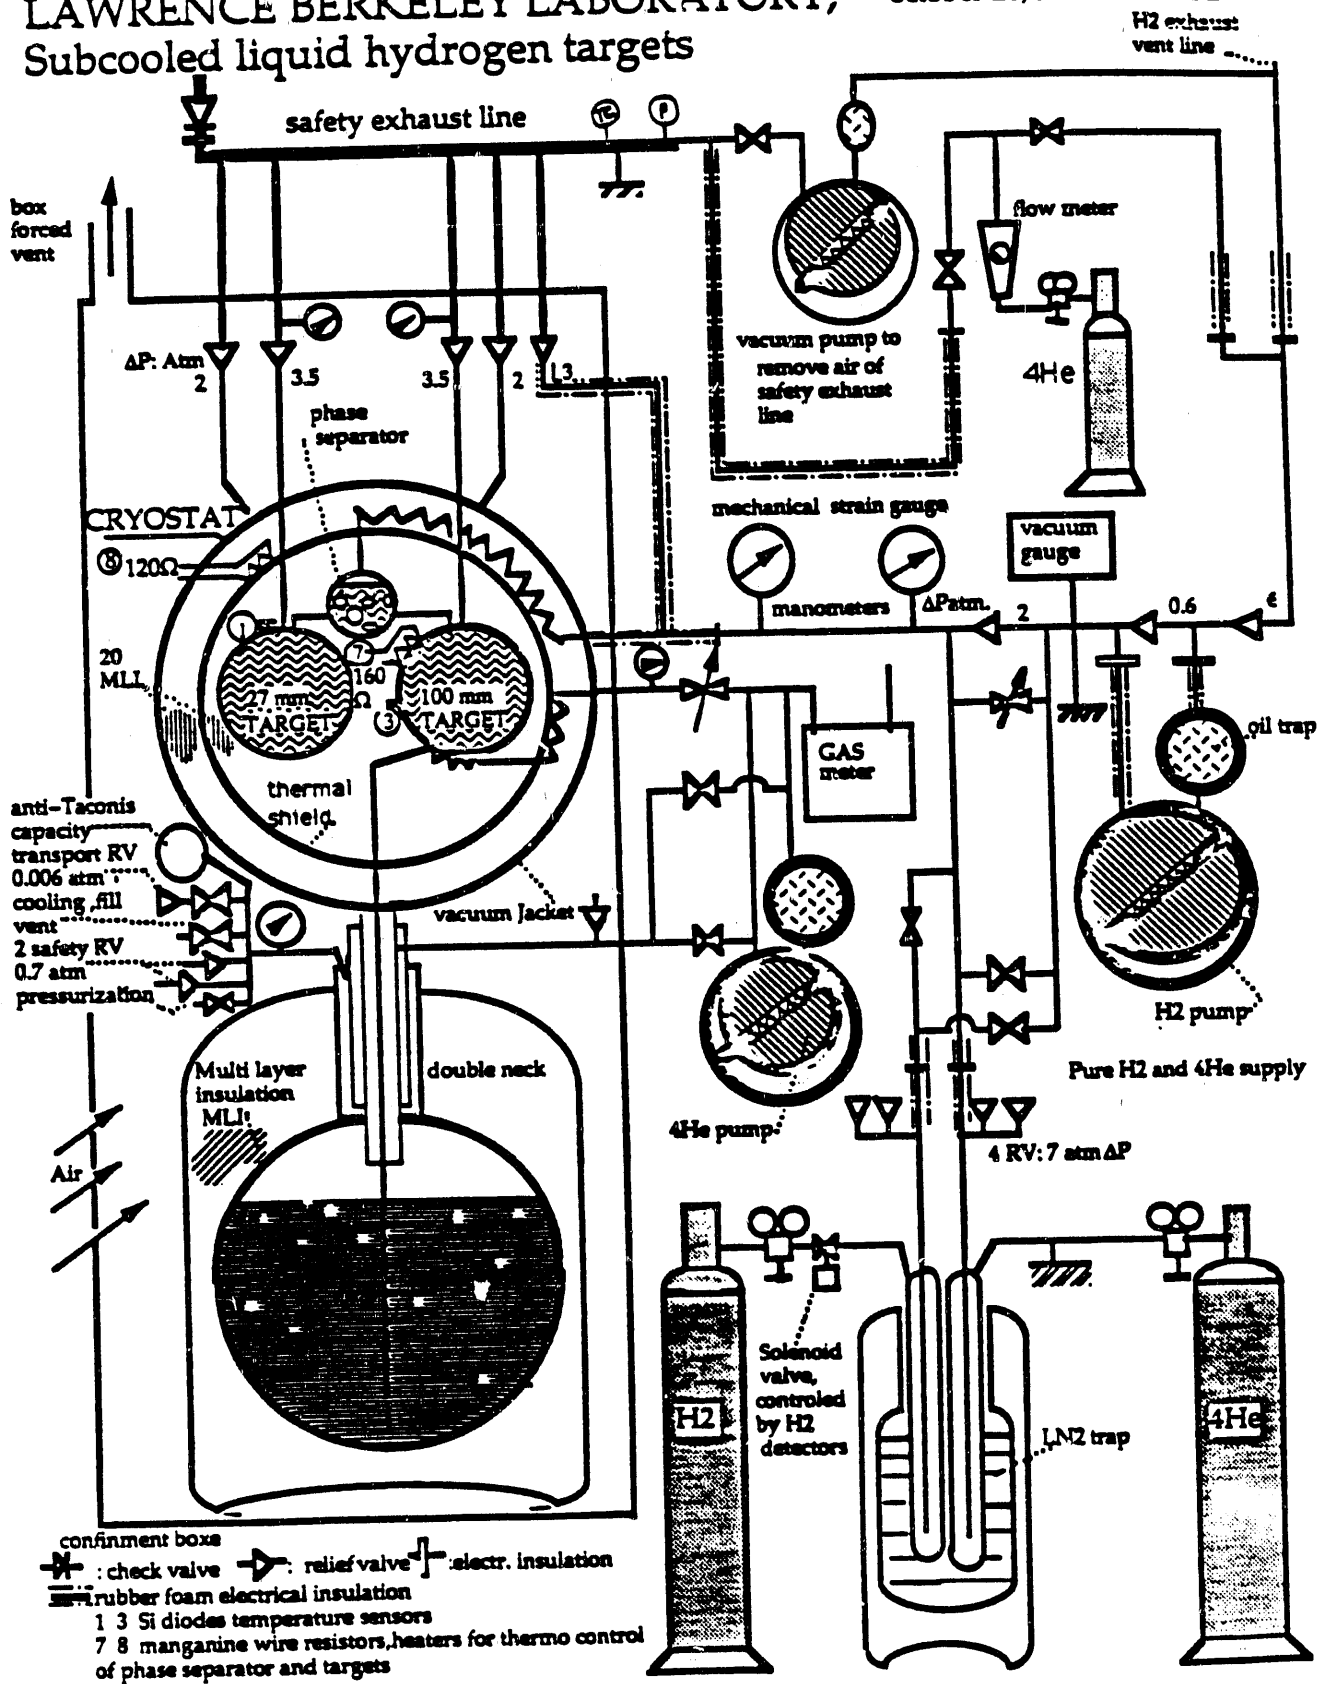 LAWRENCE BERKELEY LABORATORY,
Subcooled liquid hydrogen targets
H2 exhaust
vent line
safety exhaust line
TC
P
box
forced
vent
flow meter
ΔP: Atm
2
3.5
3.5
2
1.3
vacuum pump to
remove air of
safety exhaust
line
4He
phase
separator
mechanical strain gauge
vacuum
gauge
CRYOSTAT
8 120Ω
manometers
ΔPatm.
2
0.6
ε
1
7
20
MLI
160
Ω
27 mm
TARGET
3
100 mm
TARGET
GAS
meter
oil trap
thermal
shield
anti-Taconis
capacity
transport RV
0.006 atm
cooling, fill
vent
2 safety RV
0.7 atm
pressurization
vacuum Jacket
H2 pump
Multi layer
insulation
MLI
double neck
Pure H2 and 4He supply
4He pump
4 RV: 7 atm ΔP
Air
Solenoid
valve,
controled
by H2
detectors
H2
4He
LN2 trap
confinment boxe
: check valve : relief valve :electr. insulation
:rubber foam electrical insulation
1 3 Si diodes temperature sensors
7 8 manganine wire resistors,heaters for thermo control
of phase separator and targets